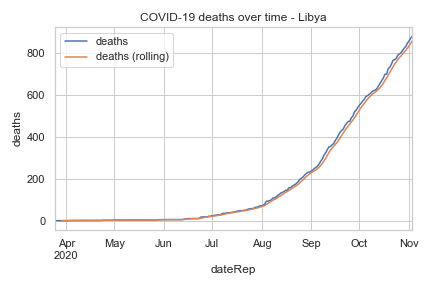 COVID-19 deaths over time - Libya
deaths
deaths (rolling)
deaths
800
600
400
200
0
Apr May Jun Jul Aug Sep Oct Nov
2020
dateRep